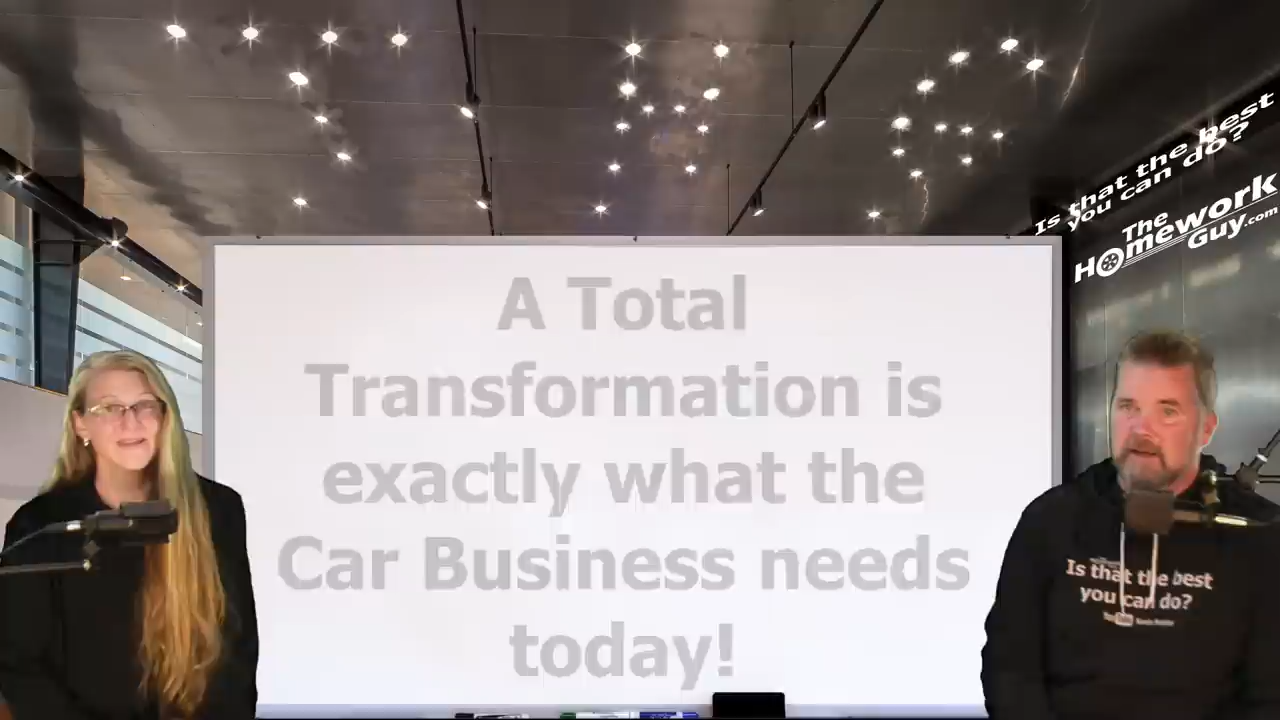 Is that the best
you can do?
The
Homework
Guy.com
A Total
Transformation is
exactly what the
Car Business needs
today!
Is that the best
you can do?